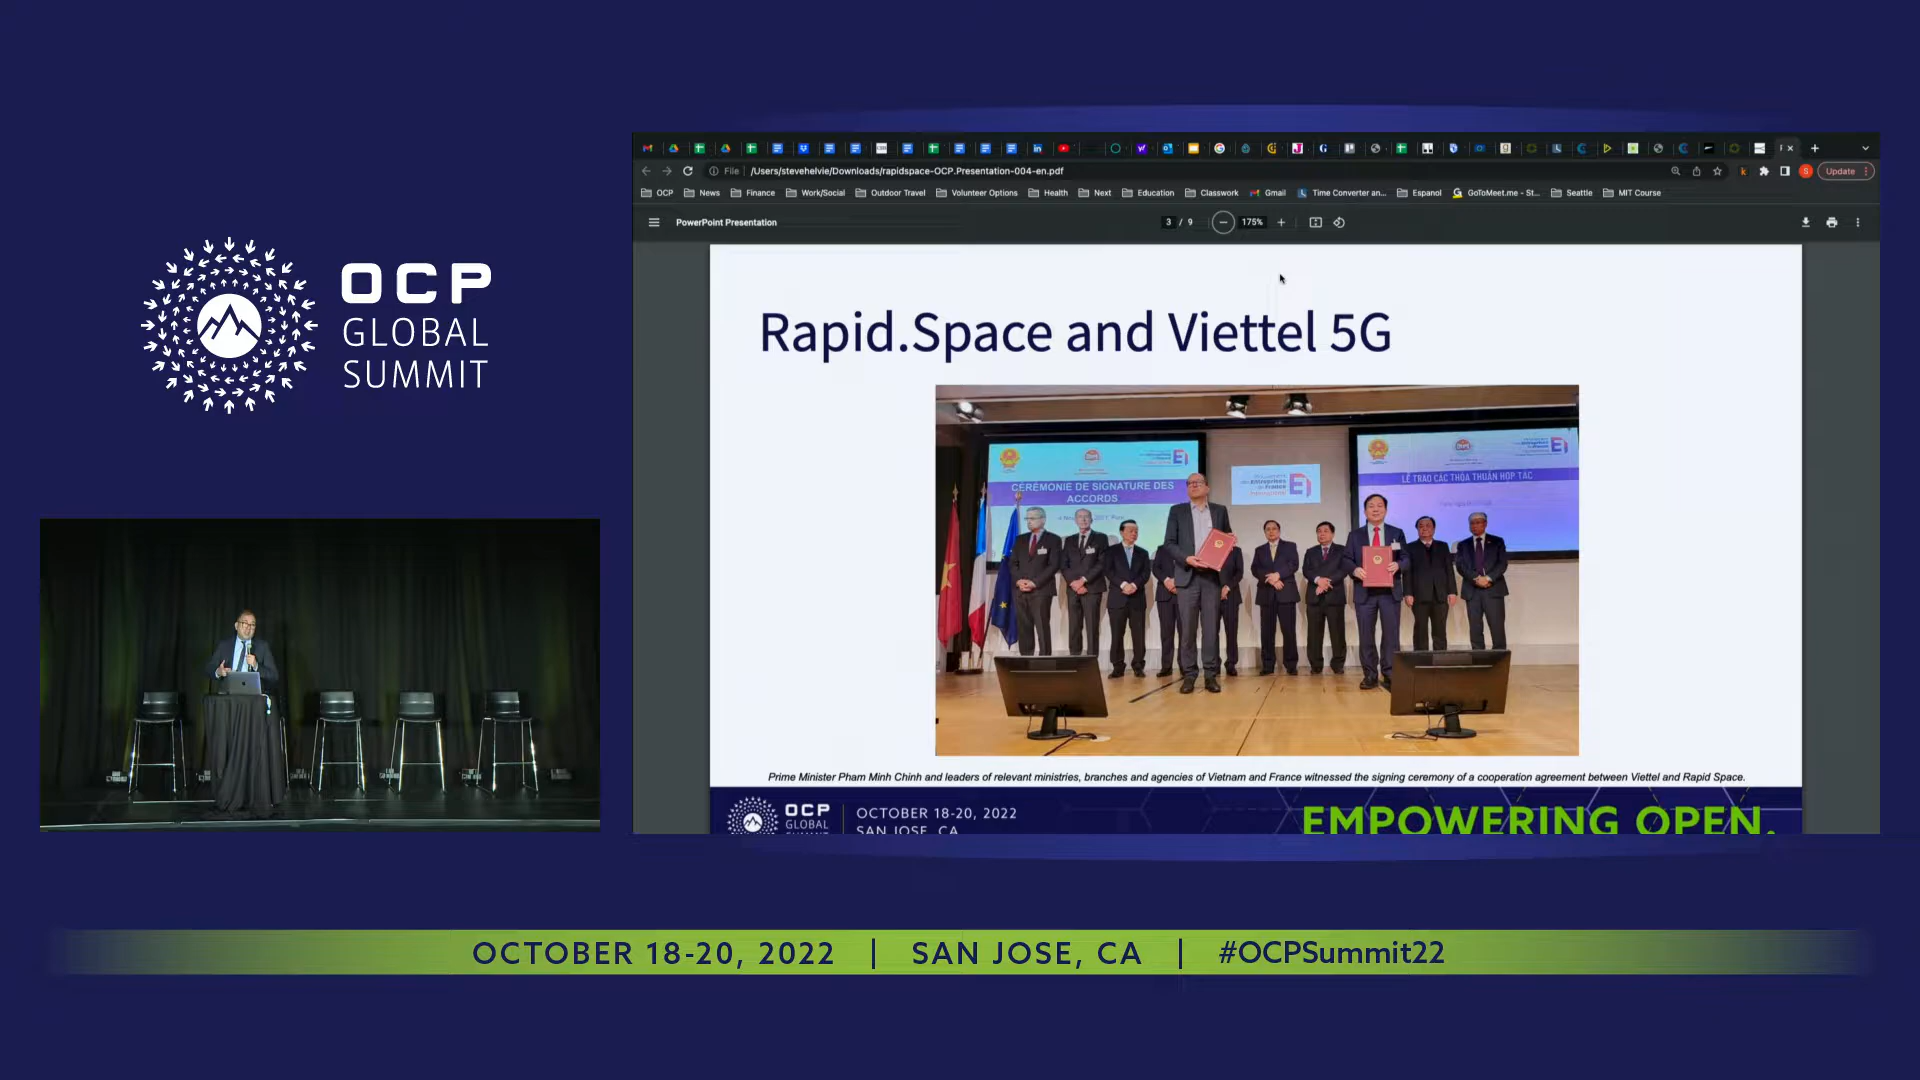 OCP
GLOBAL
SUMMIT
File
/Users/stevehelvie/Downloads/rapidspace-OCP.Presentation-004-en.pdf
Update
OCP
News
Finance
Work/Social
Outdoor Travel
Volunteer Options
Health
Next
Education
Classwork
Gmail
Time Converter an...
Espanol
GoToMeet.me - St...
Seattle
MIT Course
PowerPoint Presentation
3 / 9
175%
Rapid.Space and Viettel 5G
CEREMONIE DE SIGNATURE DES
ACCORDS
LỄ TRAO CÁC THỎA THUẬN HỢP TÁC
Prime Minister Pham Minh Chinh and leaders of relevant ministries, branches and agencies of Vietnam and France witnessed the signing ceremony of a cooperation agreement between Viettel and Rapid Space.
OCP
GLOBAL
OCTOBER 18-20, 2022
SAN JOSE, CA
EMPOWERING OPEN.
OCTOBER 18-20, 2022 | SAN JOSE, CA | #OCPSummit22